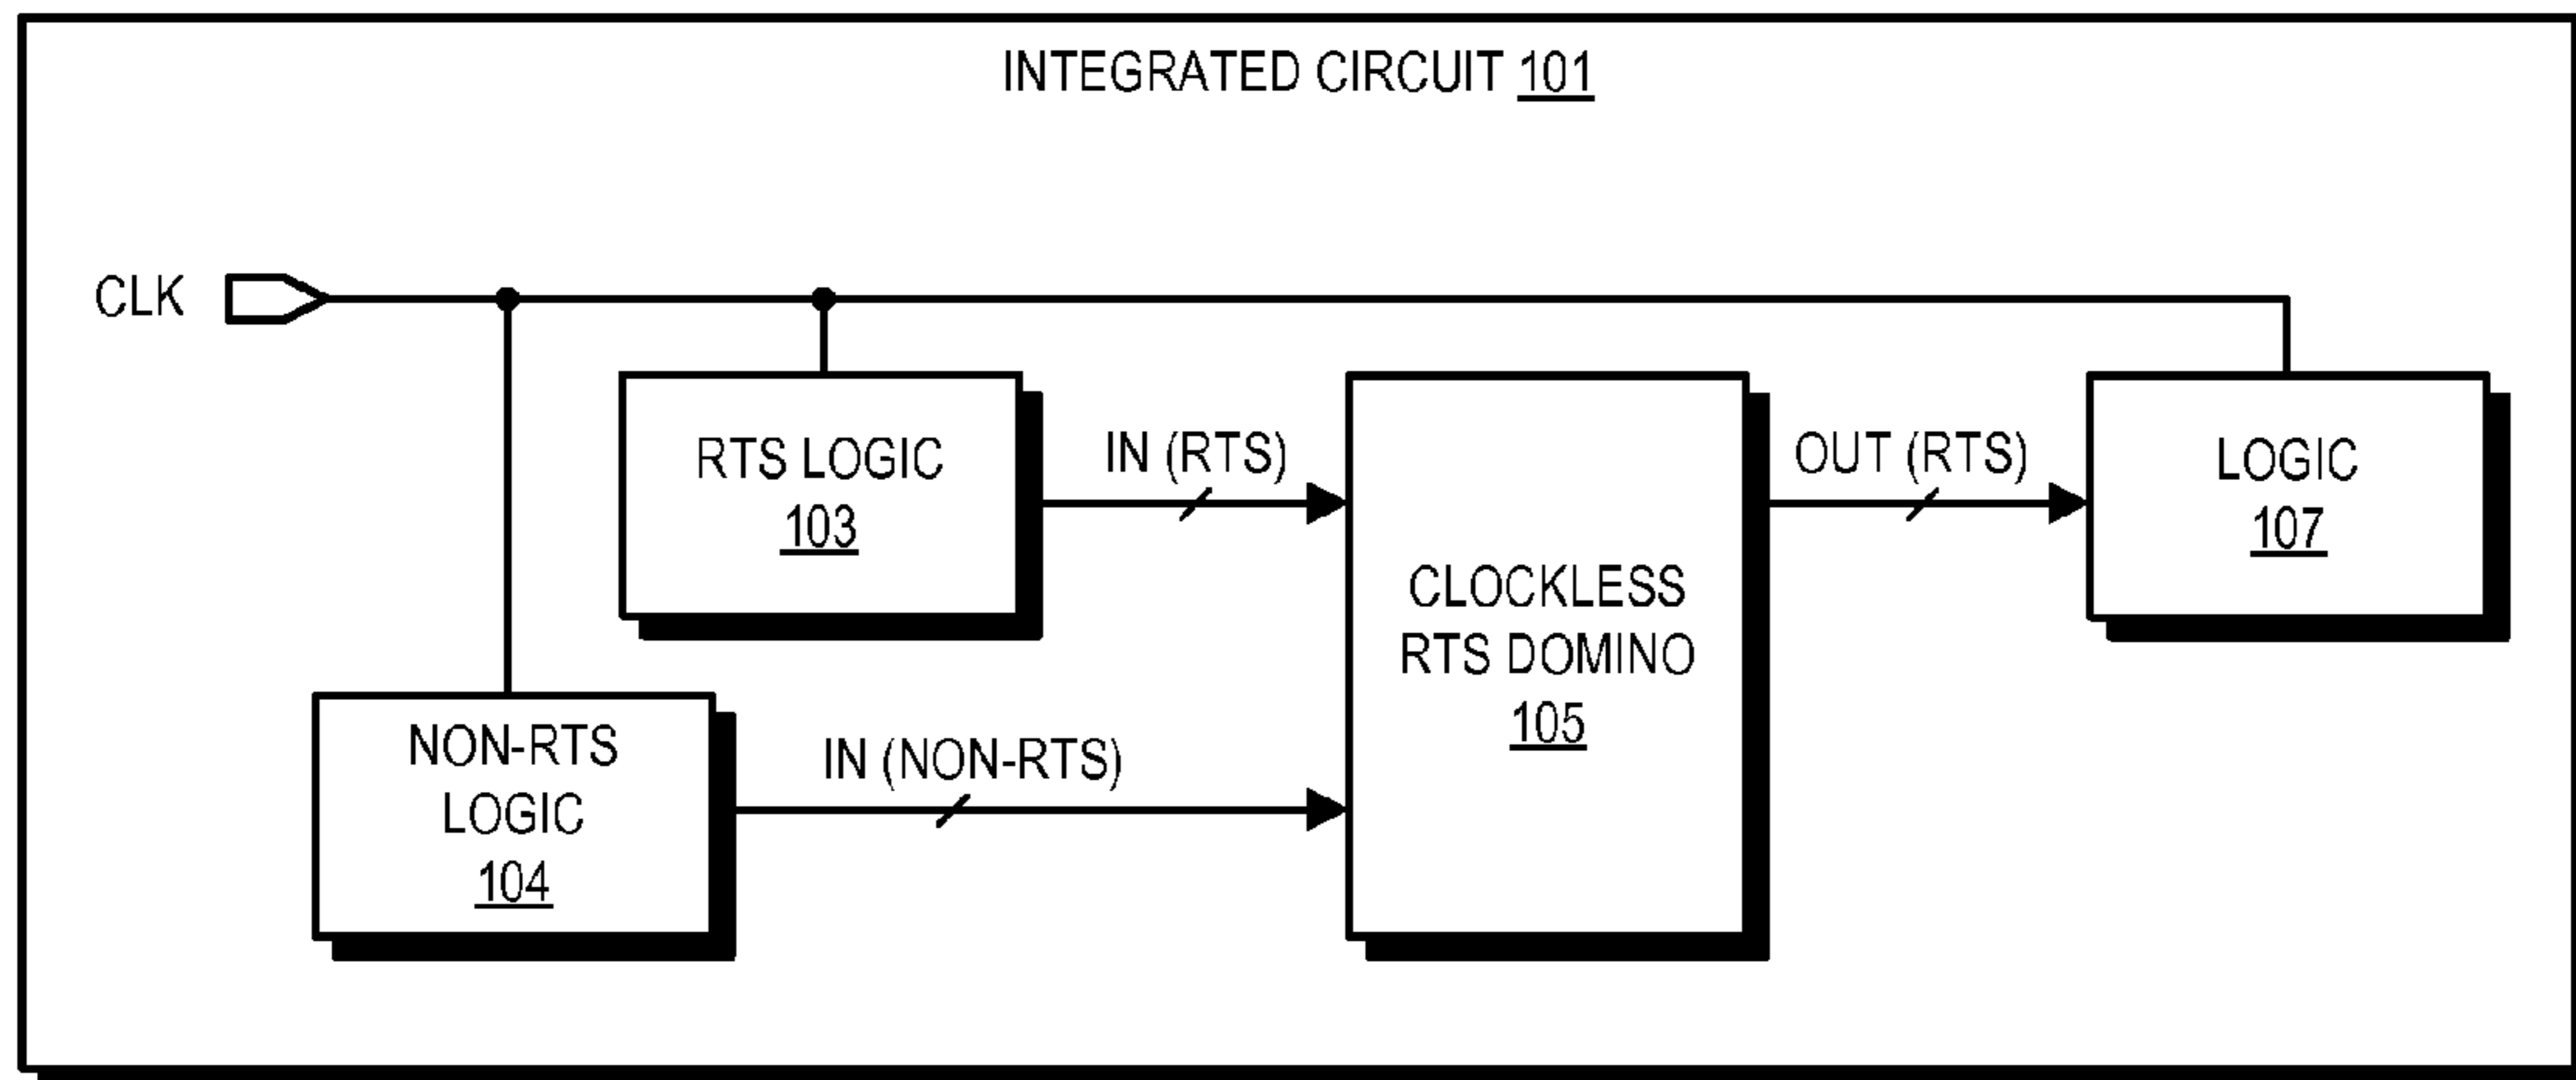 INTEGRATED CIRCUIT 101
CLK
RTS LOGIC
103
IN (RTS)
CLOCKLESS
RTS DOMINO
105
OUT (RTS)
LOGIC
107
NON-RTS
LOGIC
104
IN (NON-RTS)